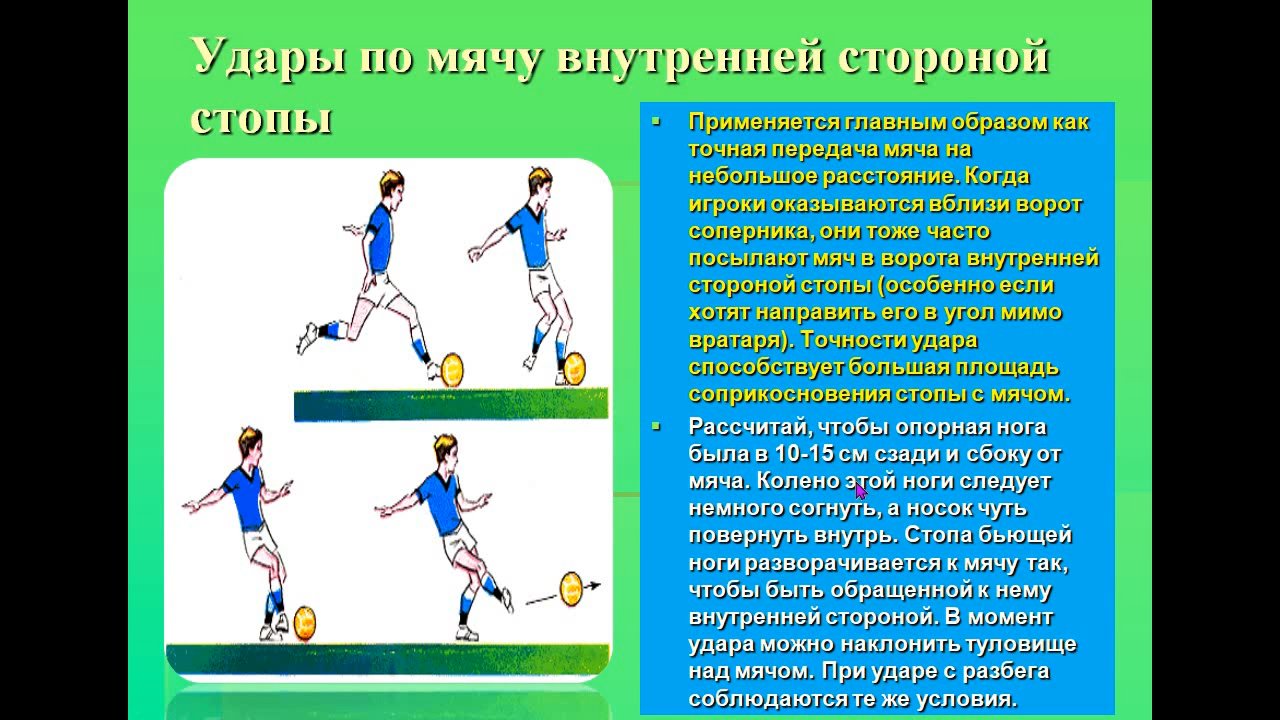 Удары по мячу внутренней стороной
стопы
Применяется главным образом как
точная передача мяча на
небольшое расстояние. Когда
игроки оказываются вблизи ворот
соперника, они тоже часто
посылают мяч в ворота внутренней
стороной стопы (особенно если
хотят направить его в угол мимо
вратаря). Точности удара
способствует большая площадь
соприкосновения стопы с мячом.
Рассчитай, чтобы опорная нога
была в 10-15 см сзади и сбоку от
мяча. Колено этой ноги следует
немного согнуть, а носок чуть
повернуть внутрь. Стопа бьющей
ноги разворачивается к мячу так,
чтобы быть обращенной к нему
внутренней стороной. В момент
удара можно наклонить туловище
над мячом. При ударе с разбега
соблюдаются те же условия.